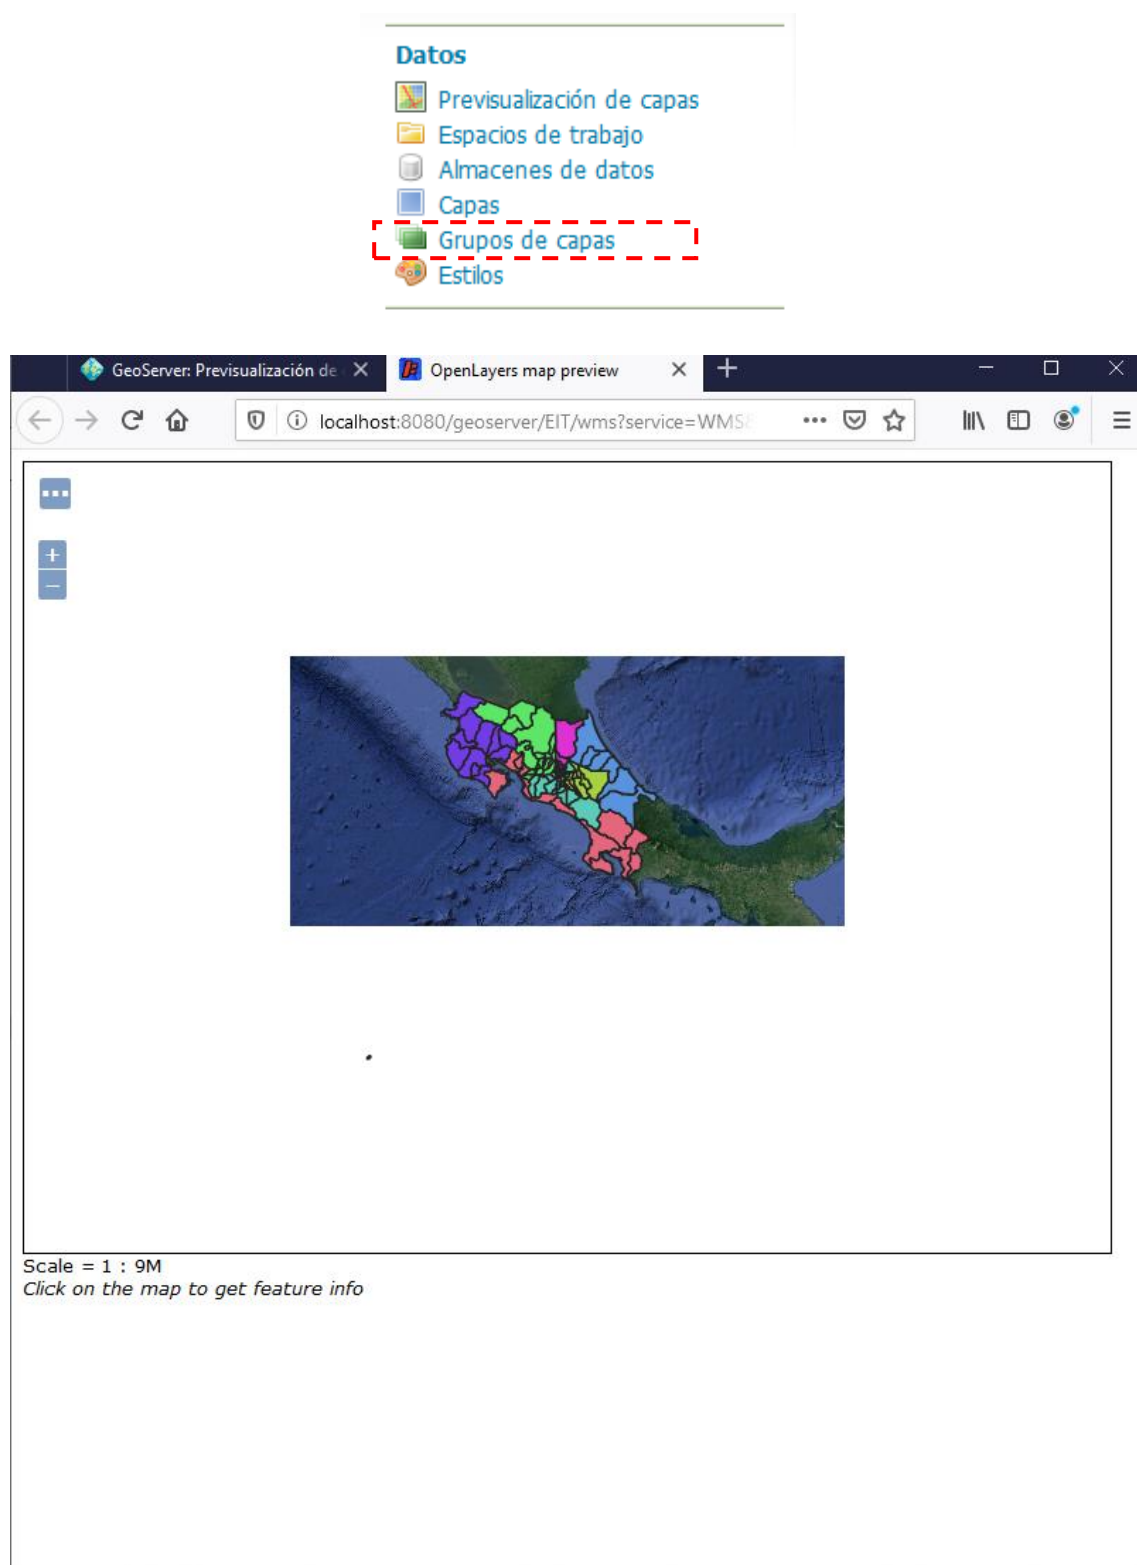 Datos
Previsualización de capas
Espacios de trabajo
Almacenes de datos
Capas
Grupos de capas
Estilos
GeoServer: Previsualización de
OpenLayers map preview
localhost:8080/geoserver/EIT/wms?service=WMS
+
−
Scale = 1 : 9M
Click on the map to get feature info